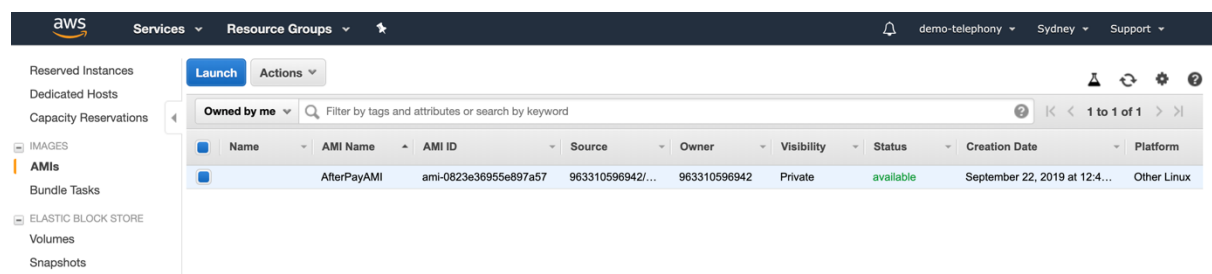 aws Services Resource Groups demo-telephony Sydney Support
Reserved Instances
Dedicated Hosts
Capacity Reservations
IMAGES
AMIs
Bundle Tasks
ELASTIC BLOCK STORE
Volumes
Snapshots
Launch Actions
Owned by me Filter by tags and attributes or search by keyword 1 to 1 of 1
Name AMI Name AMI ID Source Owner Visibility Status Creation Date Platform
AfterPayAMI ami-0823e36955e897a57 963310596942/... 963310596942 Private available September 22, 2019 at 12:4... Other Linux